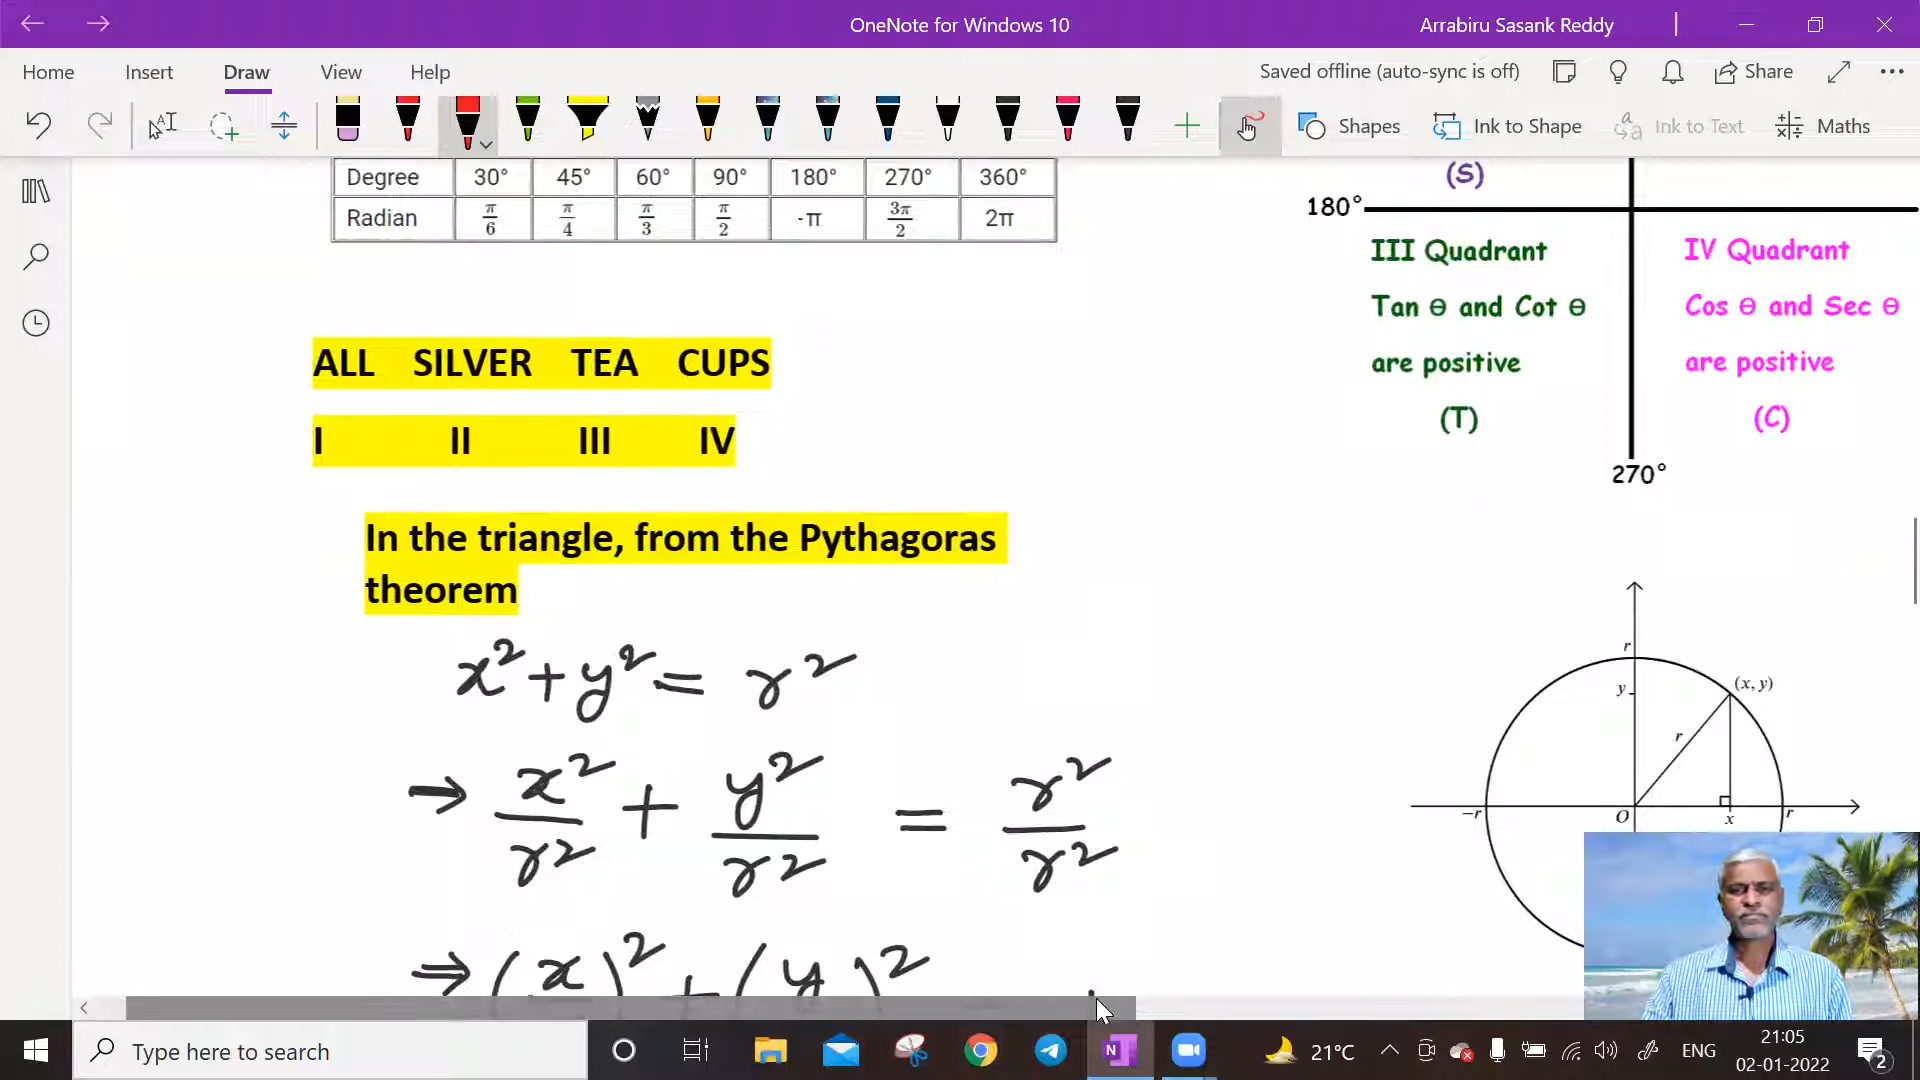 OneNote for Windows 10
Arrabiru Sasank Reddy
Home Insert Draw View Help
Saved offline (auto-sync is off) Share
Shapes Ink to Shape Ink to Text Maths
Degree 30° 45° 60° 90° 180° 270° 360°
Radian π/6 π/4 π/3 π/2 -π 3π/2 2π
ALL SILVER TEA CUPS
I II III IV
In the triangle, from the Pythagoras
theorem
x² + y² = r²
→ x²/r² + y²/r² = r²/r²
⇒ (x)² + (y)²
(S)
180°
III Quadrant
Tan θ and Cot θ
are positive
(T)
IV Quadrant
Cos θ and Sec θ
are positive
(C)
270°
r
y (x, y)
r
-r O x r
Type here to search
21°C
ENG
21:05
02-01-2022
2